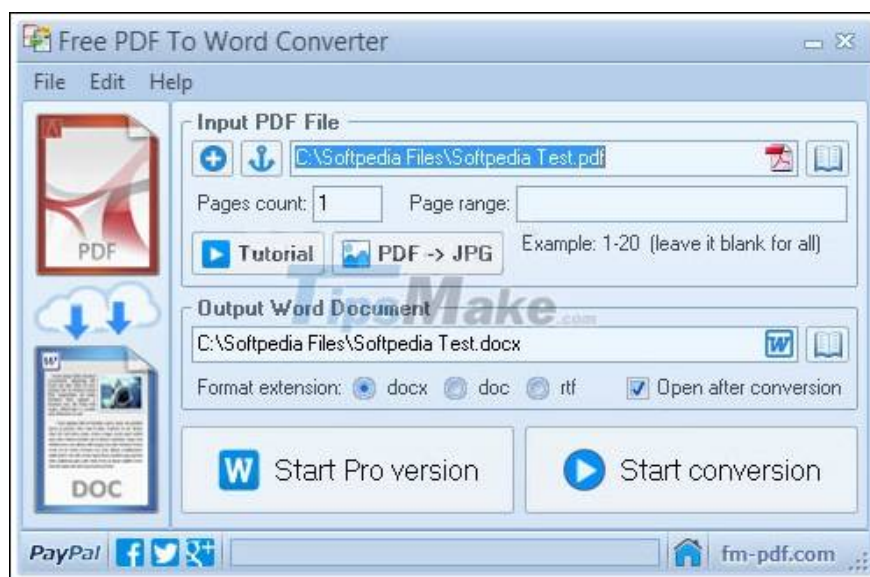 Free PDF To Word Converter
File Edit Help
Input PDF File
C:\Softpedia Files\Softpedia Test.pdf
Pages count: 1 Page range:
Tutorial PDF -> JPG Example: 1-20 (leave it blank for all)
PDF
TipsMake.com
Output Word Document
C:\Softpedia Files\Softpedia Test.docx
Format extension: docx doc rtf Open after conversion
W
DOC
W Start Pro version Start conversion
PayPal f g+ fm-pdf.com